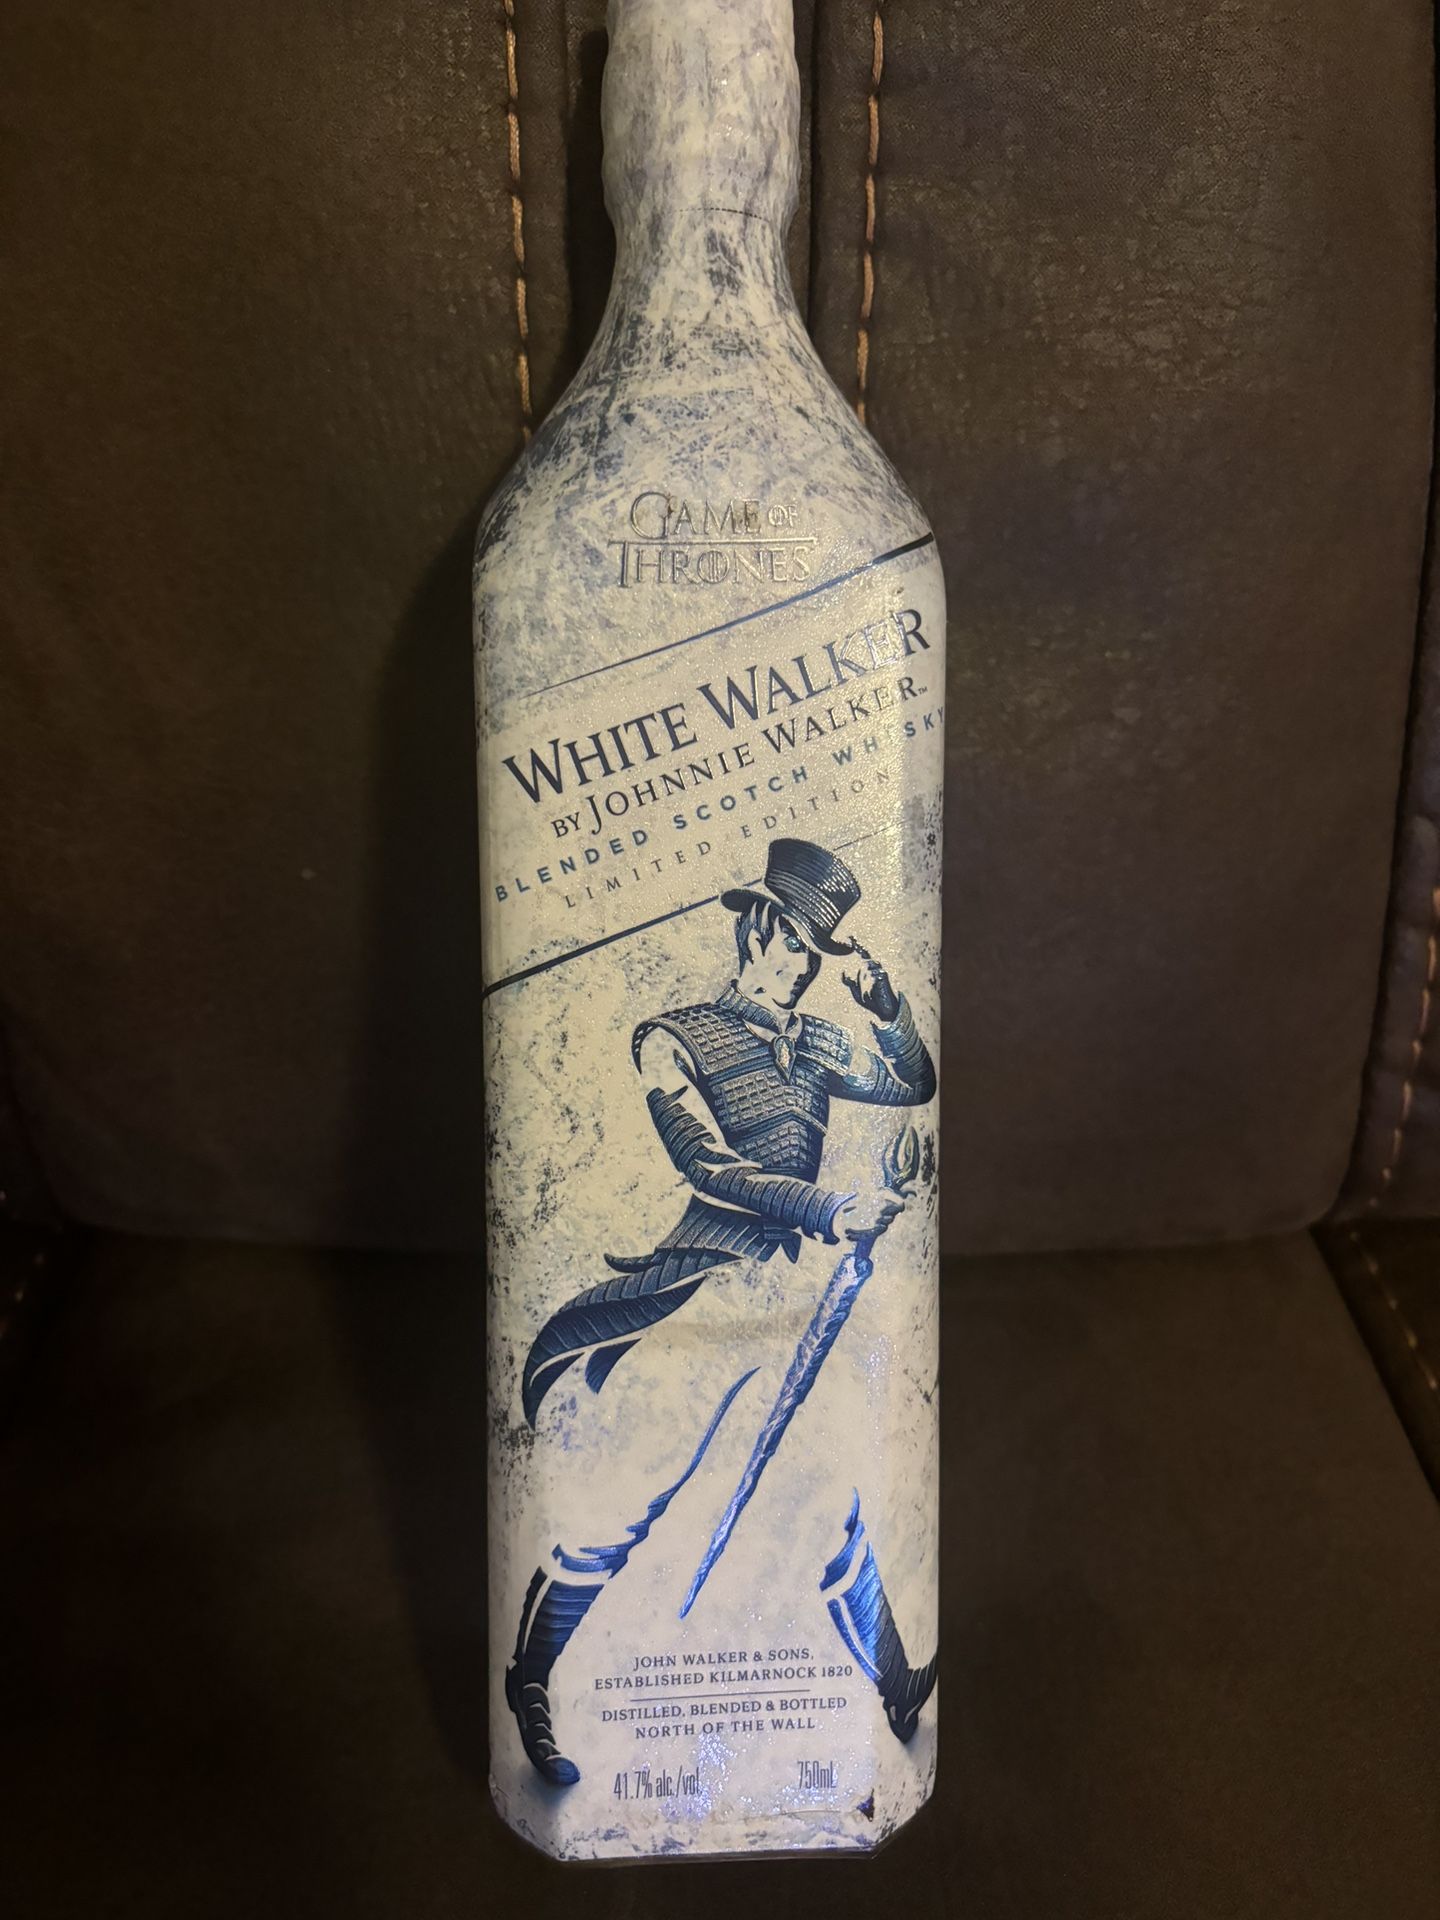 GAME OF
THRONES
WHITE WALKER
BY JOHNNIE WALKER™
BLENDED SCOTCH WHISKY
LIMITED EDITION
JOHN WALKER & SONS,
ESTABLISHED KILMARNOCK 1820
DISTILLED, BLENDED & BOTTLED
NORTH OF THE WALL
41.7% alc./vol
750mL